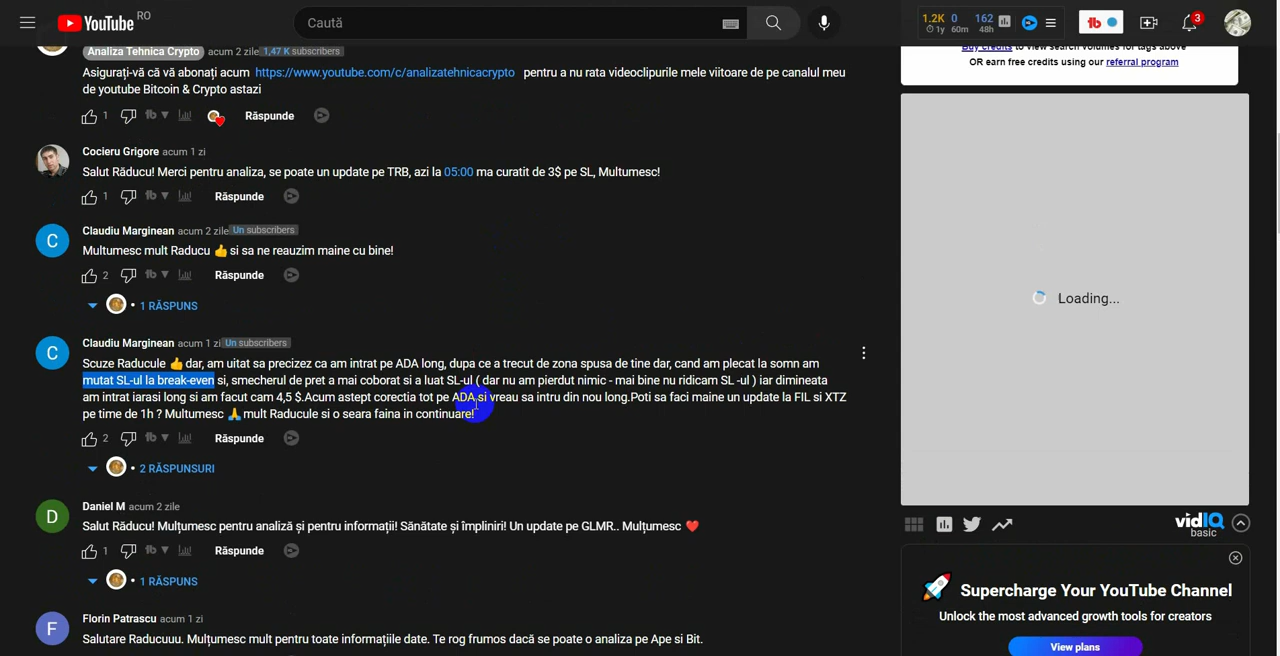 YouTube RO
Caută
1.2K 0 162
1y 60m 48h
tb
3
Analiza Tehnica Crypto acum 2 zile 1,47 K subscribers
Asigurați-vă că vă abonați acum https://www.youtube.com/c/analizatehnicacrypto pentru a nu rata videoclipurile mele viitoare de pe canalul meu
de youtube Bitcoin & Crypto astazi
1 tb Răspunde
Cocieru Grigore acum 1 zi
Salut Răducu! Merci pentru analiza, se poate un update pe TRB, azi la 05:00 ma curatit de 3$ pe SL, Multumesc!
1 tb Răspunde
C
Claudiu Marginean acum 2 zile Un subscribers
Multumesc mult Raducu 👍si sa ne reauzim maine cu bine!
2 tb Răspunde
• 1 RĂSPUNS
C
Claudiu Marginean acum 1 zi Un subscribers
Scuze Raducule 👍dar, am uitat sa precizez ca am intrat pe ADA long, dupa ce a trecut de zona spusa de tine dar, cand am plecat la somn am
mutat SL-ul la break-even si, smecherul de pret a mai coborat si a luat SL-ul ( dar nu am pierdut nimic - mai bine nu ridicam SL -ul ) iar dimineata
am intrat iarasi long si am facut cam 4,5 $.Acum astept corectia tot pe ADA si vreau sa intru din nou long.Poti sa faci maine un update la FIL si XTZ
pe time de 1h ? Multumesc 🙏mult Raducule si o seara faina in continuare!
2 tb Răspunde
• 2 RĂSPUNSURI
D
Daniel M acum 2 zile
Salut Răducu! Mulțumesc pentru analiză și pentru informații! Sănătate și împliniri! Un update pe GLMR.. Mulțumesc ❤️
1 tb Răspunde
• 1 RĂSPUNS
F
Florin Patrascu acum 1 zi
Salutare Raducuuu. Mulțumesc mult pentru toate informațiile date. Te rog frumos dacă se poate o analiza pe Ape si Bit.
Buy credits to view search volumes for tags above
OR earn free credits using our referral program
Loading...
vidIQ
basic
Supercharge Your YouTube Channel
Unlock the most advanced growth tools for creators
View plans